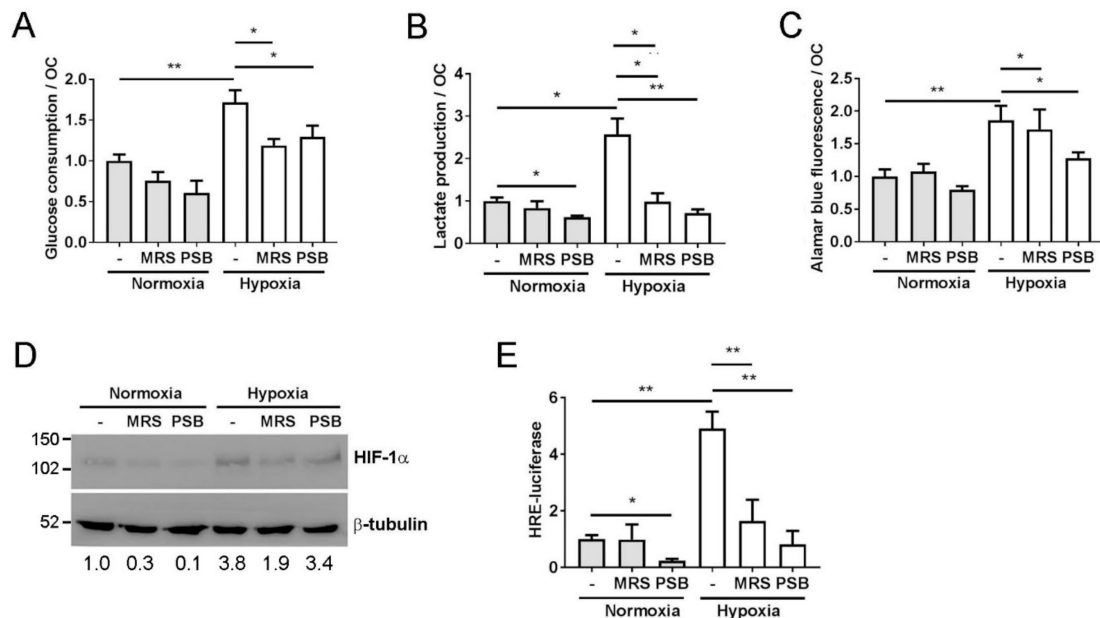 A
Glucose consumption / OC
2.0
1.5
1.0
0.5
0.0
**
*
*
- MRS PSB - MRS PSB
Normoxia Hypoxia
B
Lactate production / OC
4
3
2
1
0
*
*
*
*
**
- MRS PSB - MRS PSB
Normoxia Hypoxia
C
Alamar blue fluorescence / OC
2.5
2.0
1.5
1.0
0.5
0.0
**
*
*
- MRS PSB - MRS PSB
Normoxia Hypoxia
D
Normoxia Hypoxia
- MRS PSB - MRS PSB
150
102
HIF-1α
52
β-tubulin
1.0 0.3 0.1 3.8 1.9 3.4
E
HRE-luciferase
6
4
2
0
*
**
**
**
- MRS PSB - MRS PSB
Normoxia Hypoxia